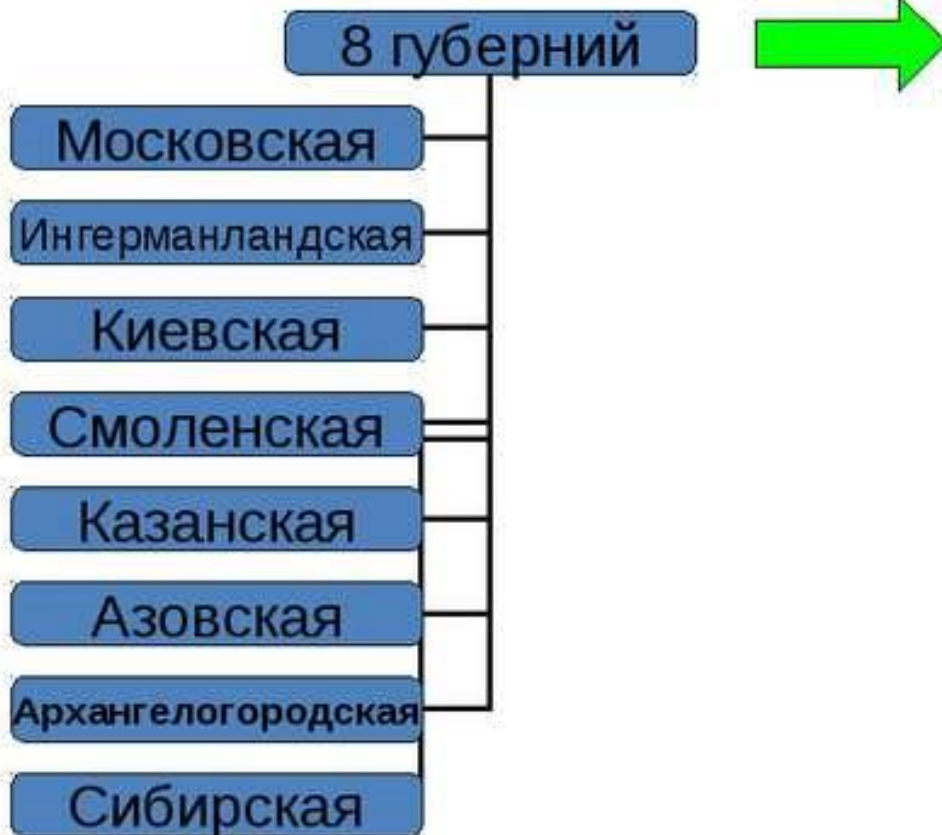 8 губерний
Московская
Ингерманландская
Киевская
Смоленская
Казанская
Азовская
Архангелогородская
Сибирская